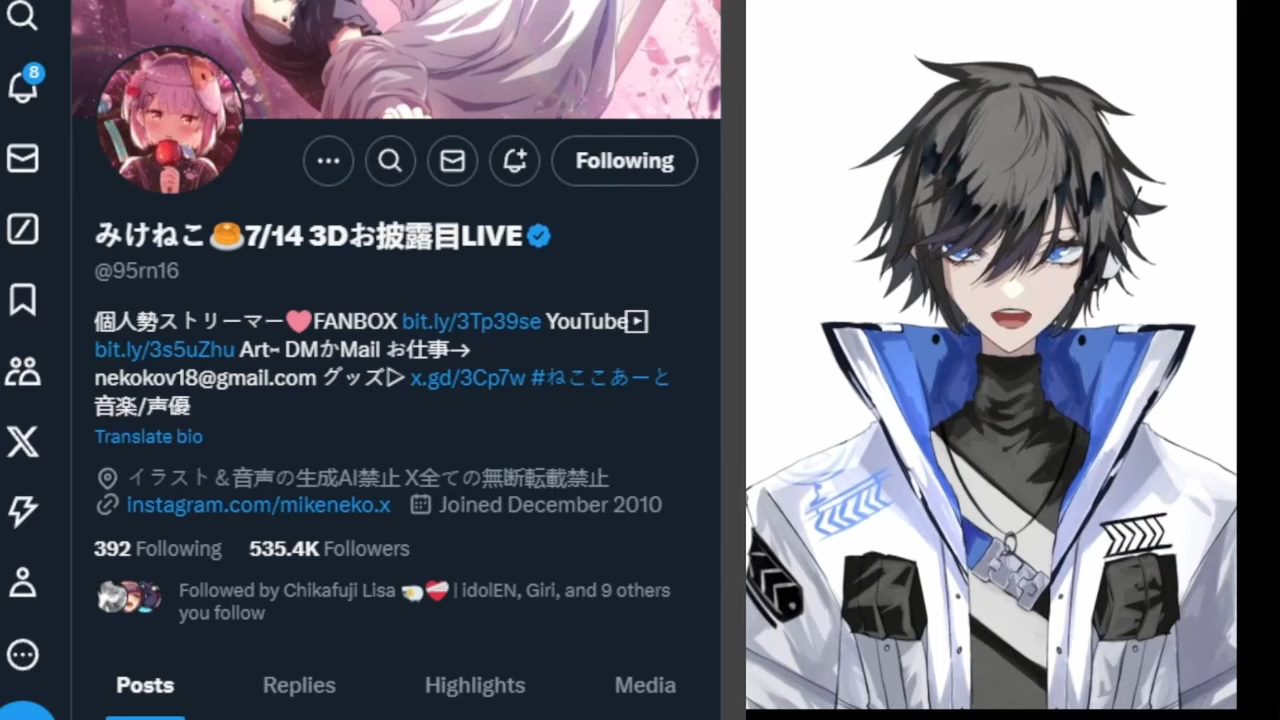 8
Following
みけねこ🥞7/14 3Dお披露目LIVE
@95rn16
個人勢ストリーマー🩷FANBOX bit.ly/3Tp39se YouTube▶
bit.ly/3s5uZhu Art~ DMかMail お仕事→
nekokov18@gmail.com グッズ▷ x.gd/3Cp7w #ねここあーと
音楽/声優
Translate bio
イラスト&音声の生成AI禁止 X全ての無断転載禁止
instagram.com/mikeneko.x Joined December 2010
392 Following 535.4K Followers
Followed by Chikafuji Lisa 🐑❤️‍🩹 | idolEN, Giri, and 9 others
you follow
Posts Replies Highlights Media